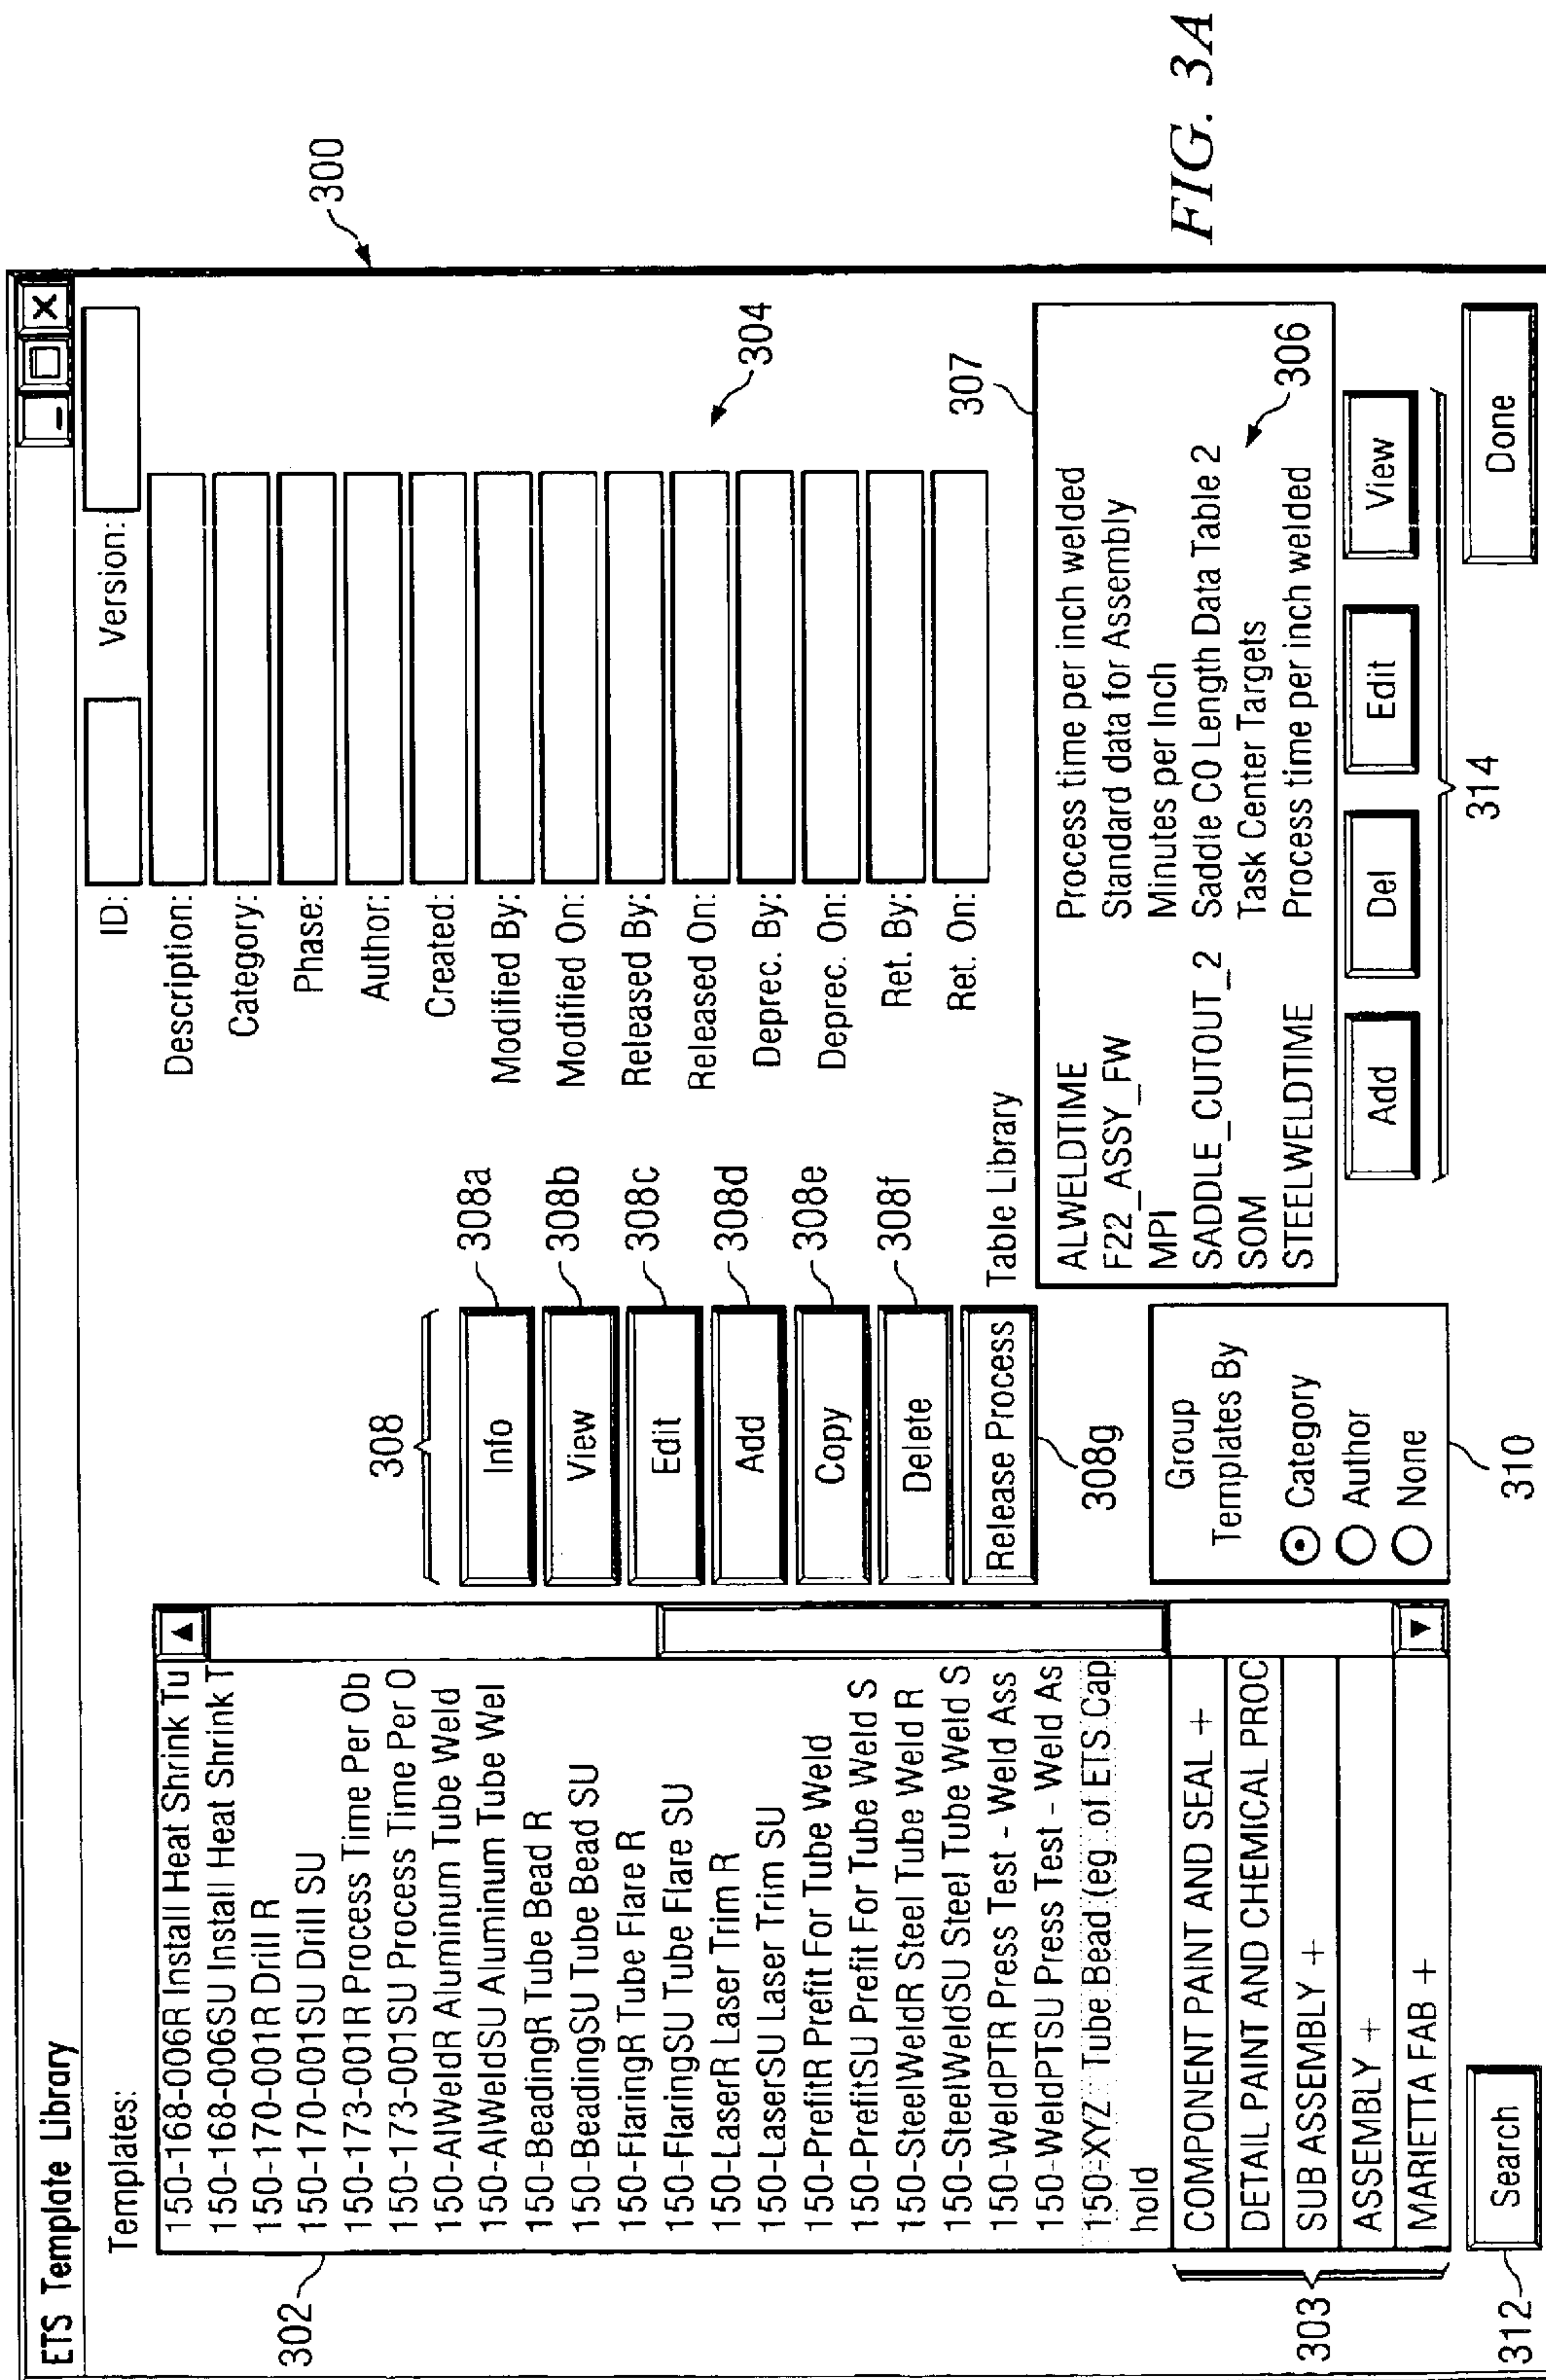 ETS Template Library
300
Templates:
302
150-168-006R Install Heat Shrink Tu
150-168-006SU Install Heat Shrink T
150-170-001R Drill R
150-170-001SU Drill SU
150-173-001R Process Time Per Ob
150-173-001SU Process Time Per O
150-AlWeldR Aluminum Tube Weld
150-AlWeldSU Aluminum Tube Wel
150-BeadingR Tube Bead R
150-BeadingSU Tube Bead SU
150-FlaringR Tube Flare R
150-FlaringSU Tube Flare SU
150-LaserR Laser Trim R
150-LaserSU Laser Trim SU
150-PrefitR Prefit For Tube Weld
150-PrefitSU Prefit For Tube Weld S
150-SteelWeldR Steel Tube Weld R
150-SteelWeldSU Steel Tube Weld S
150-WeldPTR Press Test - Weld Ass
150-WeldPTSU Press Test - Weld As
150-XYZ Tube Bead (eg. of ETS Cap
hold
303
COMPONENT PAINT AND SEAL +
DETAIL PAINT AND CHEMICAL PROC
SUB ASSEMBLY +
ASSEMBLY +
MARIETTA FAB +
312
Search
308
Info
308a
View
308b
Edit
308c
Add
308d
Copy
308e
Delete
308f
Release Process
308g
Group
Templates By
Category
Author
None
310
ID:
Version:
Description:
Category:
Phase:
Author:
Created:
Modified By:
Modified On:
Released By:
Released On:
Deprec. By:
Deprec. On:
Ret. By:
Ret. On:
304
Table Library
307
ALWELDTIME Process time per inch welded
F22_ASSY_FW Standard data for Assembly
MPI Minutes per Inch
SADDLE_CUTOUT_2 Saddle CO Length Data Table 2
SOM Task Center Targets
STEELWELDTIME Process time per inch welded
306
Add Del Edit View
314
Done
FIG. 3A